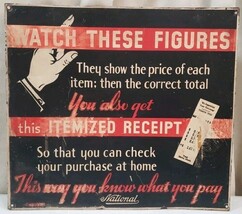 WATCH THESE FIGURES
They show the price of each
item: then the correct total
You also get
this ITEMIZED RECEIPT
So that you can check
your purchase at home
This way you know what you pay
National